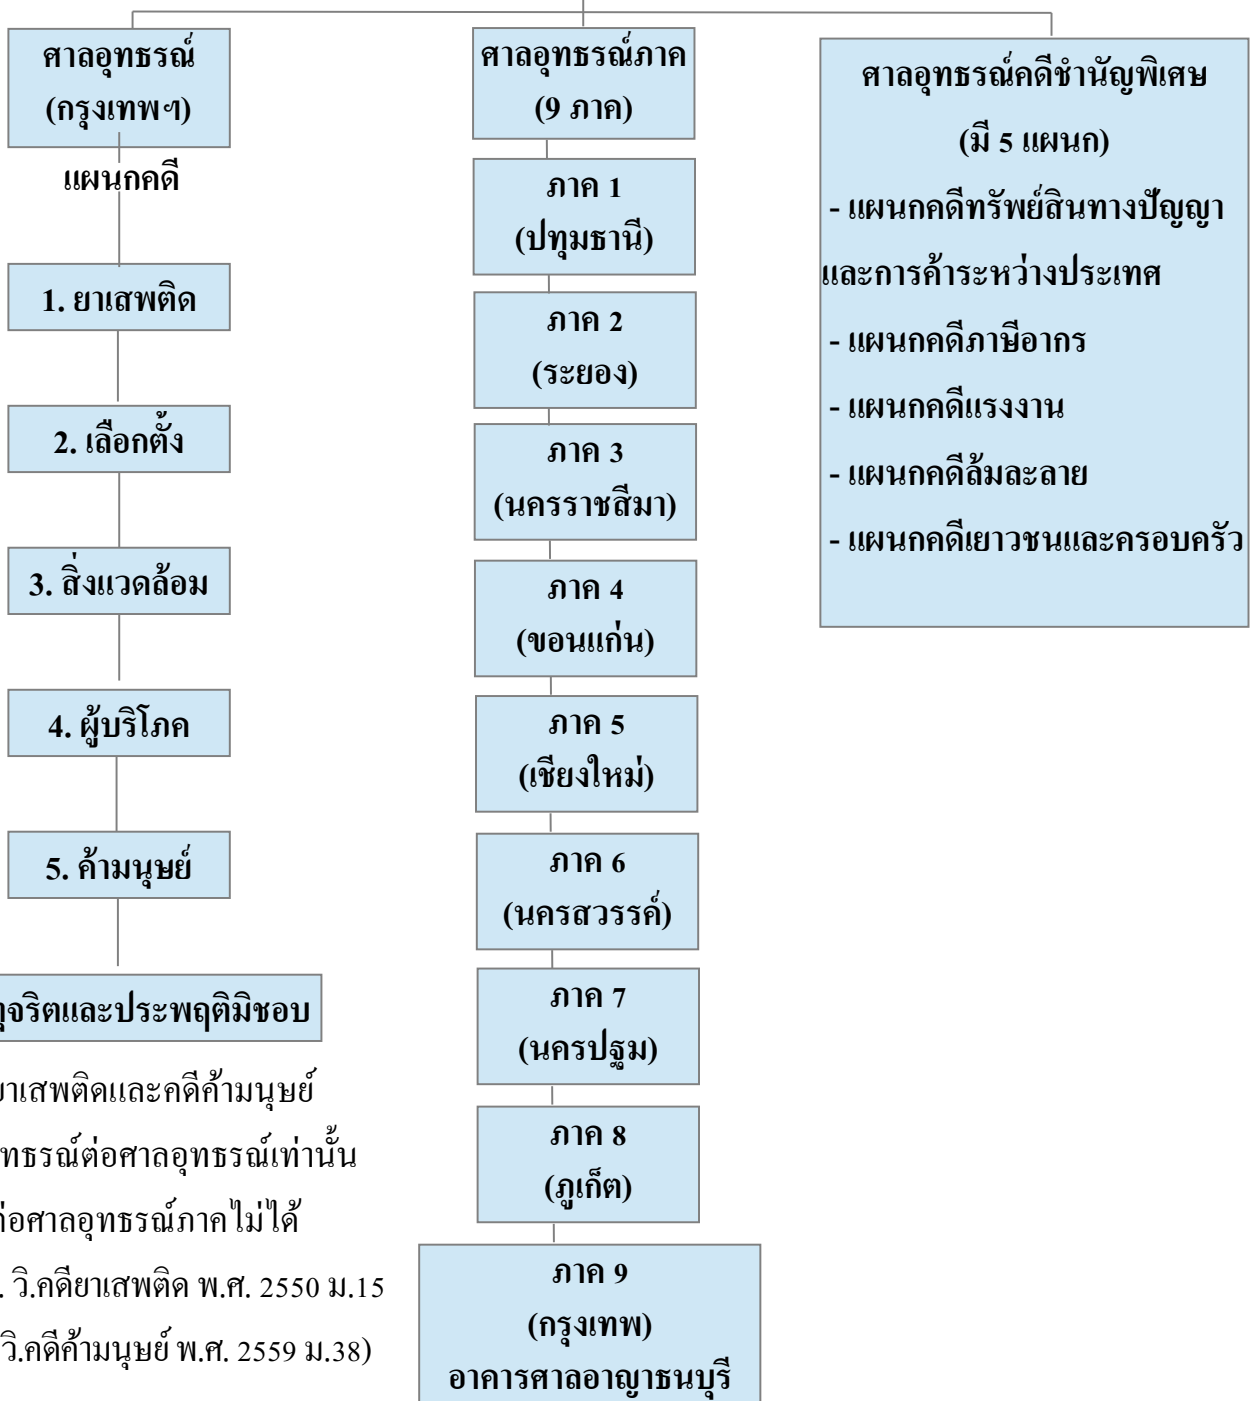 ศาลอุทธรณ์
(กรุงเทพฯ)
แผนกคดี
1. ยาเสพติด
2. เลือกตั้ง
3. สิ่งแวดล้อม
4. ผู้บริโภค
5. ค้ามนุษย์
ทุจริตและประพฤติมิชอบ
ยาเสพติดและคดีค้ามนุษย์
อุทธรณ์ต่อศาลอุทธรณ์เท่านั้น
ต่อศาลอุทธรณ์ภาคไม่ได้
. วิ.คดียาเสพติด พ.ศ. 2550 ม.15
วิ.คดีค้ามนุษย์ พ.ศ. 2559 ม.38)
ศาลอุทธรณ์ภาค
(9 ภาค)
ภาค 1
(ปทุมธานี)
ภาค 2
(ระยอง)
ภาค 3
(นครราชสีมา)
ภาค 4
(ขอนแก่น)
ภาค 5
(เชียงใหม่)
ภาค 6
(นครสวรรค์)
ภาค 7
(นครปฐม)
ภาค 8
(ภูเก็ต)
ภาค 9
(กรุงเทพ)
อาคารศาลอาญาธนบุรี
ศาลอุทธรณ์คดีชำนัญพิเศษ
(มี 5 แผนก)
- แผนกคดีทรัพย์สินทางปัญญา
และการค้าระหว่างประเทศ
- แผนกคดีภาษีอากร
- แผนกคดีแรงงาน
- แผนกคดีล้มละลาย
- แผนกคดีเยาวชนและครอบครัว